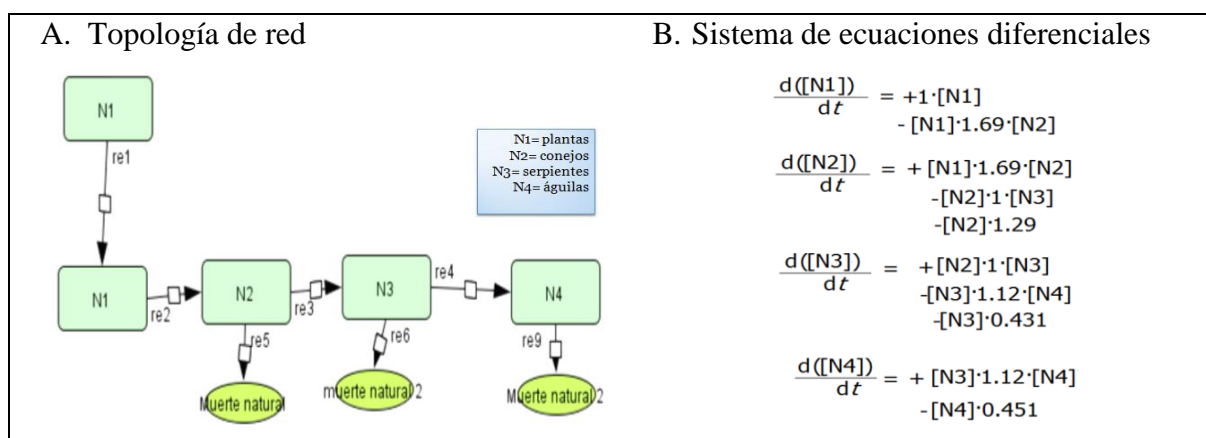 A. Topología de red
N1
re1
N1= plantas
N2= conejos
N3= serpientes
N4= águilas
N1
re2
N2
re3
N3
re4
N4
re5
re6
re9
Muerte natural
muerte natural 2
Muerte natural 2
B. Sistema de ecuaciones diferenciales
d([N1])
dt
= +1·[N1]
- [N1]·1.69·[N2]
d([N2])
dt
= + [N1]·1.69·[N2]
-[N2]·1·[N3]
-[N2]·1.29
d([N3])
dt
= +[N2]·1·[N3]
-[N3]·1.12·[N4]
-[N3]·0.431
d([N4])
dt
= + [N3]·1.12·[N4]
-[N4]·0.451